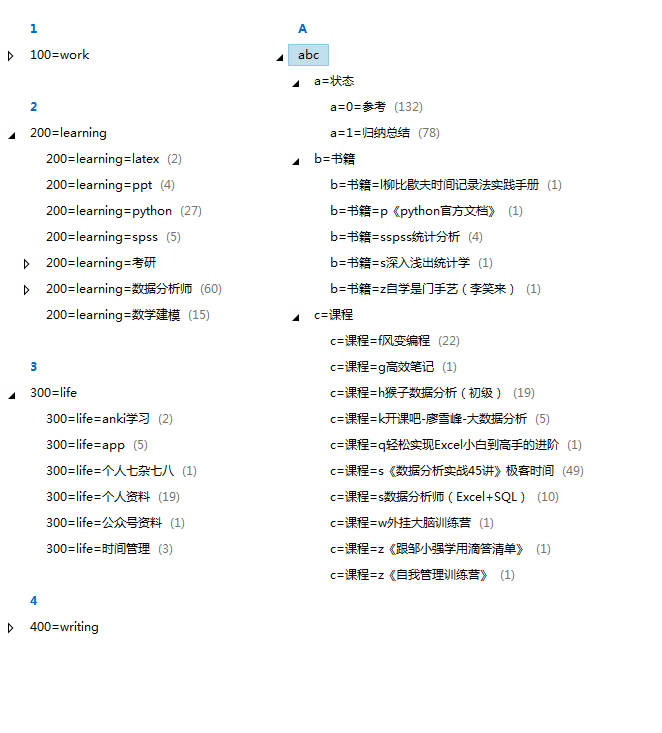 1
100=work
2
200=learning
200=learning=latex (2)
200=learning=ppt (4)
200=learning=python (27)
200=learning=spss (5)
200=learning=考研
200=learning=数据分析师 (60)
200=learning=数学建模 (15)
3
300=life
300=life=anki学习 (2)
300=life=app (5)
300=life=个人七杂七八 (1)
300=life=个人资料 (19)
300=life=公众号资料 (1)
300=life=时间管理 (3)
4
400=writing
A
abc
a=状态
a=0=参考 (132)
a=1=归纳总结 (78)
b=书籍
b=书籍=l柳比歇夫时间记录法实践手册 (1)
b=书籍=p《python官方文档》 (1)
b=书籍=sspss统计分析 (4)
b=书籍=s深入浅出统计学 (1)
b=书籍=z自学是门手艺（李笑来） (1)
c=课程
c=课程=f风变编程 (22)
c=课程=g高效笔记 (1)
c=课程=h猴子数据分析（初级） (19)
c=课程=k开课吧-廖雪峰-大数据分析 (5)
c=课程=q轻松实现Excel小白到高手的进阶 (1)
c=课程=s《数据分析实战45讲》极客时间 (49)
c=课程=s数据分析师（Excel+SQL） (10)
c=课程=w外挂大脑训练营 (1)
c=课程=z《跟邹小强学用滴答清单》 (1)
c=课程=z《自我管理训练营》 (1)